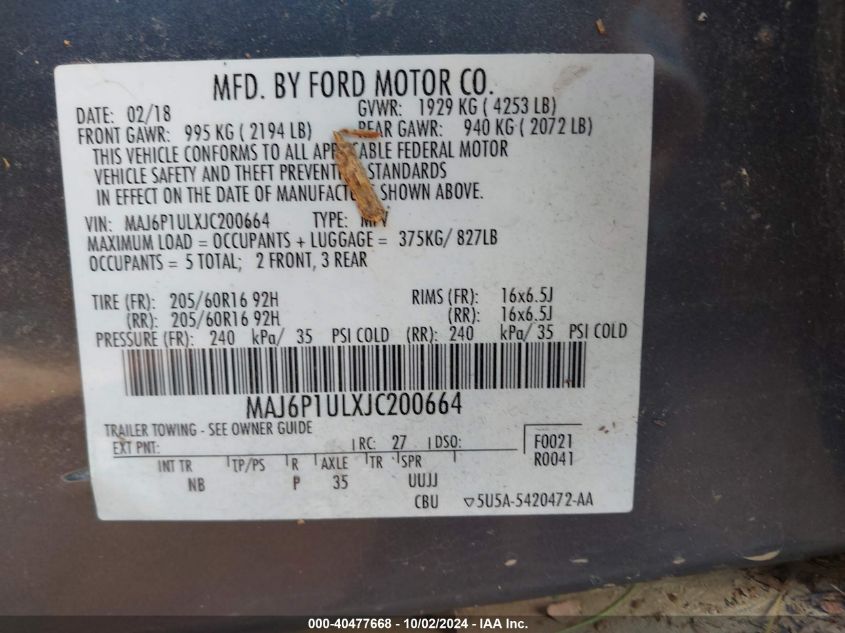 MFD. BY FORD MOTOR CO.
DATE: 02/18 GVWR: 1929 KG ( 4253 LB)
FRONT GAWR: 995 KG ( 2194 LB) REAR GAWR: 940 KG ( 2072 LB)
THIS VEHICLE CONFORMS TO ALL APPLICABLE FEDERAL MOTOR
VEHICLE SAFETY AND THEFT PREVENTION STANDARDS
IN EFFECT ON THE DATE OF MANUFACTURE SHOWN ABOVE.
VIN: MAJ6P1ULXJC200664 TYPE: MPV
MAXIMUM LOAD = OCCUPANTS + LUGGAGE = 375KG/ 827LB
OCCUPANTS = 5 TOTAL; 2 FRONT, 3 REAR
TIRE (FR): 205/60R16 92H RIMS (FR): 16x6.5J
(RR): 205/60R16 92H (RR): 16x6.5J
PRESSURE (FR): 240 kPa/ 35 PSI COLD (RR): 240 kPa/ 35 PSI COLD
MAJ6P1ULXJC200664
TRAILER TOWING - SEE OWNER GUIDE
EXT PNT: RC: 27 DSO: F0021
R0041
INT TR TP/PS R AXLE TR SPR
NB P 35 UUJJ
CBU ▽5U5A-5420472-AA
000-40477668 - 10/02/2024 - IAA Inc.